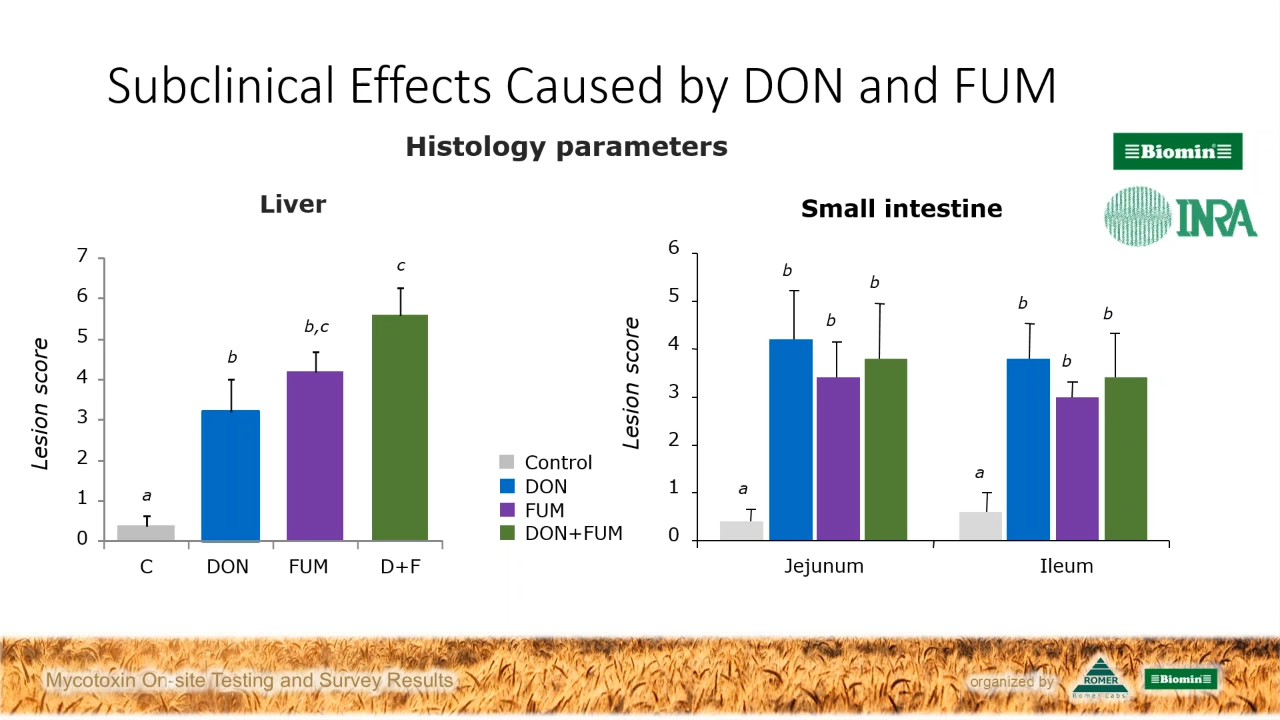 Subclinical Effects Caused by DON and FUM
Histology parameters
Biomin®
INRA
Liver
Lesion score
7
6
5
4
3
2
1
0
a
b
b,c
c
C
DON
FUM
D+F
Control
DON
FUM
DON+FUM
Small intestine
Lesion score
6
5
4
3
2
1
0
a
b
b
b
a
b
b
b
Jejunum
Ileum
Mycotoxin On-site Testing and Survey Results
organized by
ROMER
Romer Labs®
Biomin®